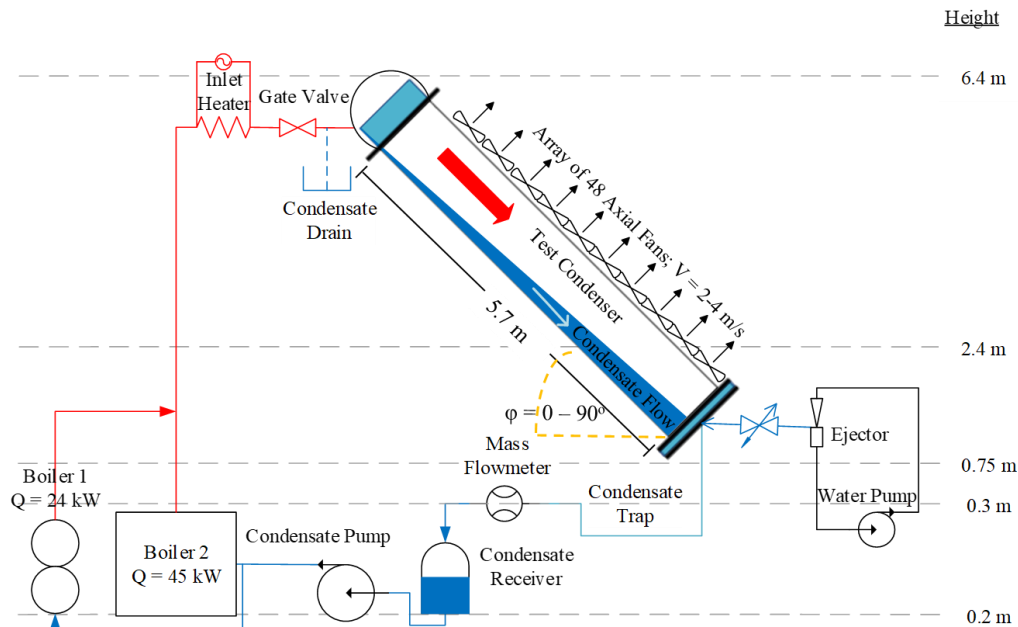 Height
6.4 m
Inlet
Heater
Gate Valve
Condensate
Drain
Array of 48 Axial Fans; V = 2-4 m/s
Test Condenser
5.7 m
2.4 m
Condensate Flow
φ = 0 – 90º
Ejector
Mass
Flowmeter
0.75 m
Boiler 1
Q = 24 kW
Condensate
Trap
Water Pump
0.3 m
Boiler 2
Q = 45 kW
Condensate Pump
Condensate
Receiver
0.2 m